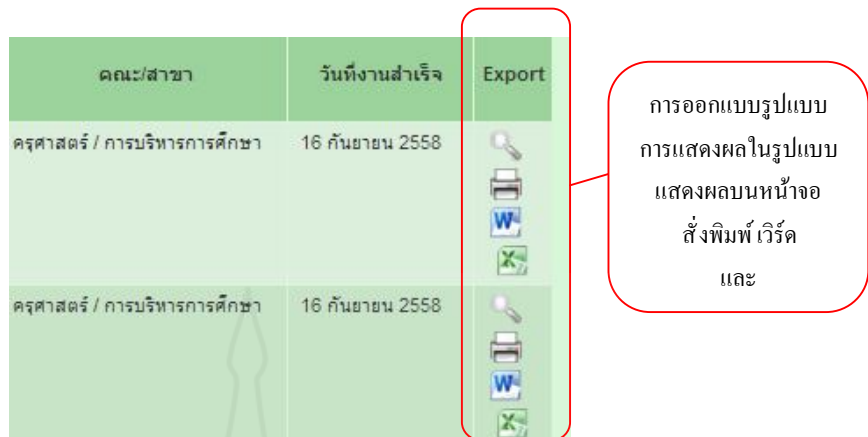 คณะ/สาขา วันที่งานสำเร็จ Export
ครุศาสตร์ / การบริหารการศึกษา 16 กันยายน 2558
ครุศาสตร์ / การบริหารการศึกษา 16 กันยายน 2558
การออกแบบรูปแบบ
การแสดงผลในรูปแบบ
แสดงผลบนหน้าจอ
สั่งพิมพ์ เวิร์ด
และ